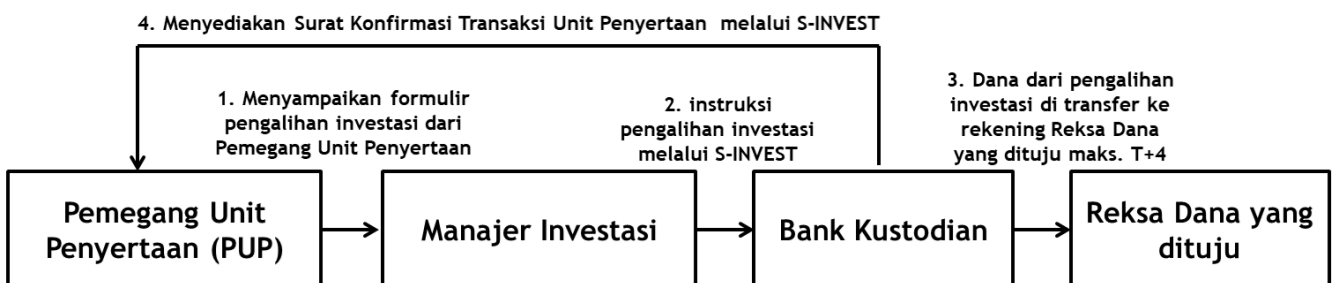 4. Menyediakan Surat Konfirmasi Transaksi Unit Penyertaan melalui S-INVEST
1. Menyampaikan formulir
pengalihan investasi dari
Pemegang Unit Penyertaan
2. instruksi
pengalihan investasi
melalui S-INVEST
3. Dana dari pengalihan
investasi di transfer ke
rekening Reksa Dana
yang dituju maks. T+4
Pemegang Unit
Penyertaan (PUP)
Manajer Investasi
Bank Kustodian
Reksa Dana yang
dituju